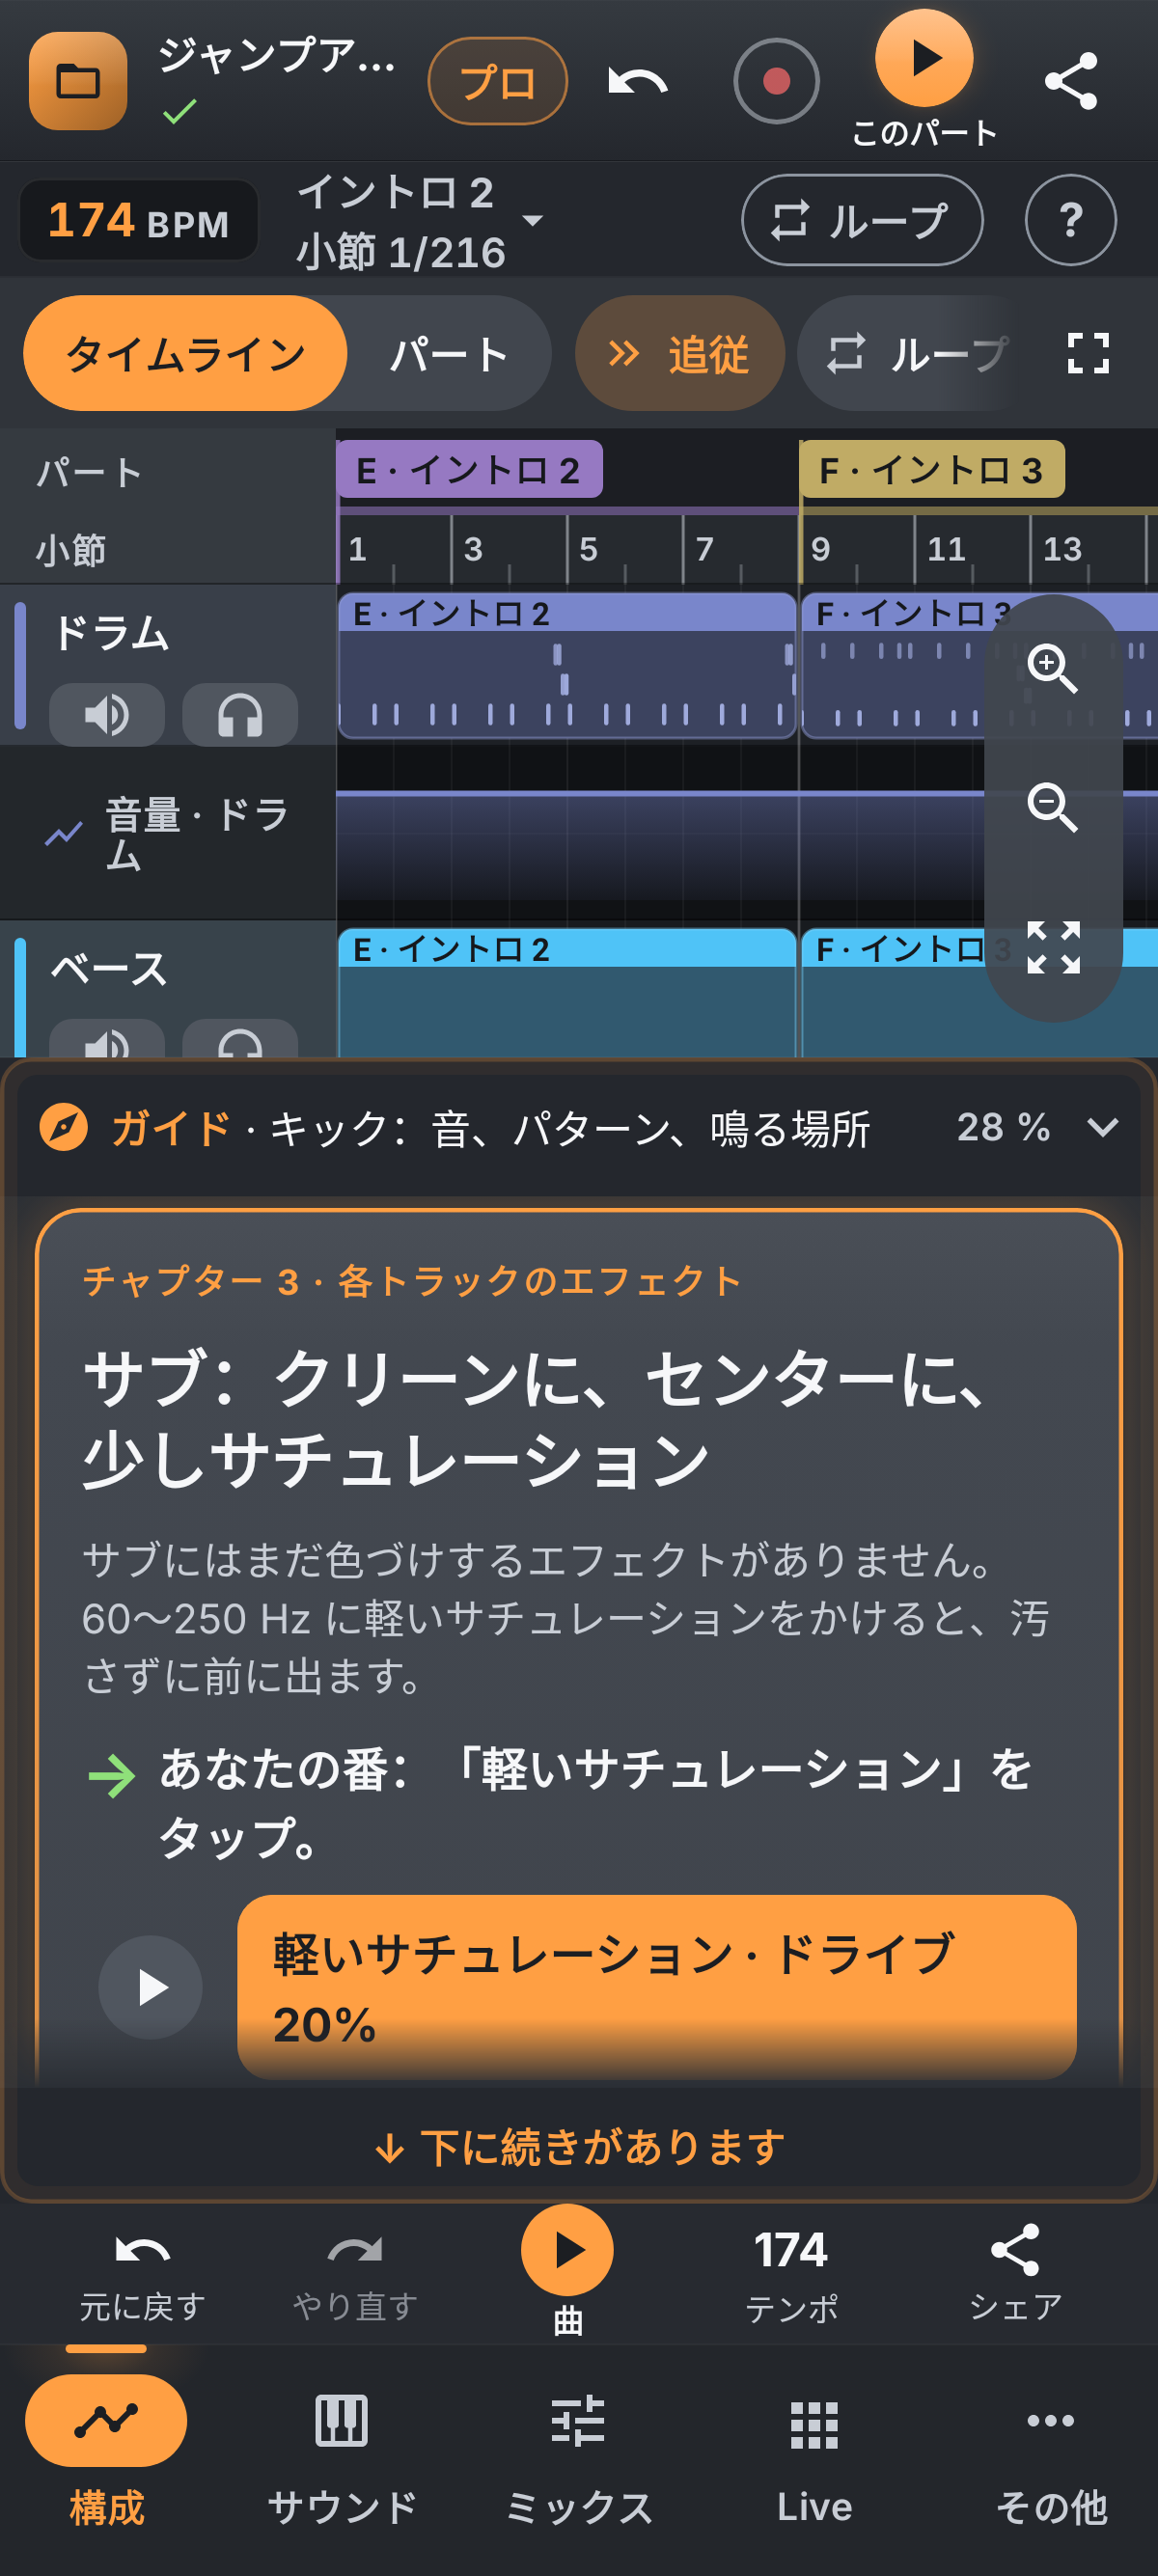 ジャンプア...
プロ
このパート
174 BPM
イントロ 2
小節 1/216
ループ
?
タイムライン
パート
追従
ループ
パート
E · イントロ 2
F · イントロ 3
小節
1
3
5
7
9
11
13
ドラム
E · イントロ 2
F · イントロ 3
音量 · ドラ
ム
ベース
E · イントロ 2
F · イントロ 3
ガイド · キック：音、パターン、鳴る場所
28 %
チャプター 3 · 各トラックのエフェクト
サブ：クリーンに、センターに、
少しサチュレーション
サブにはまだ色づけするエフェクトがありません。
60〜250 Hz に軽いサチュレーションをかけると、汚
さずに前に出ます。
→ あなたの番：「軽いサチュレーション」を
タップ。
軽いサチュレーション · ドライブ
20%
↓ 下に続きがあります
元に戻す
やり直す
曲
174
テンポ
シェア
構成
サウンド
ミックス
Live
その他